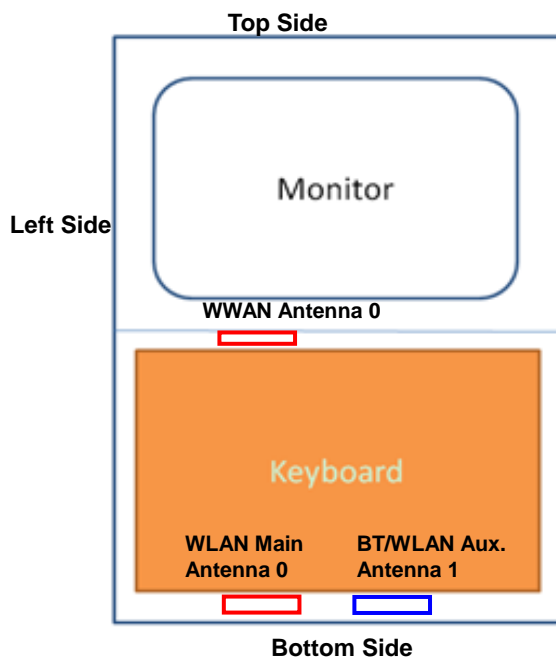 Top Side
Monitor
Left Side
WWAN Antenna 0
Keyboard
WLAN Main
Antenna 0
BT/WLAN Aux.
Antenna 1
Bottom Side